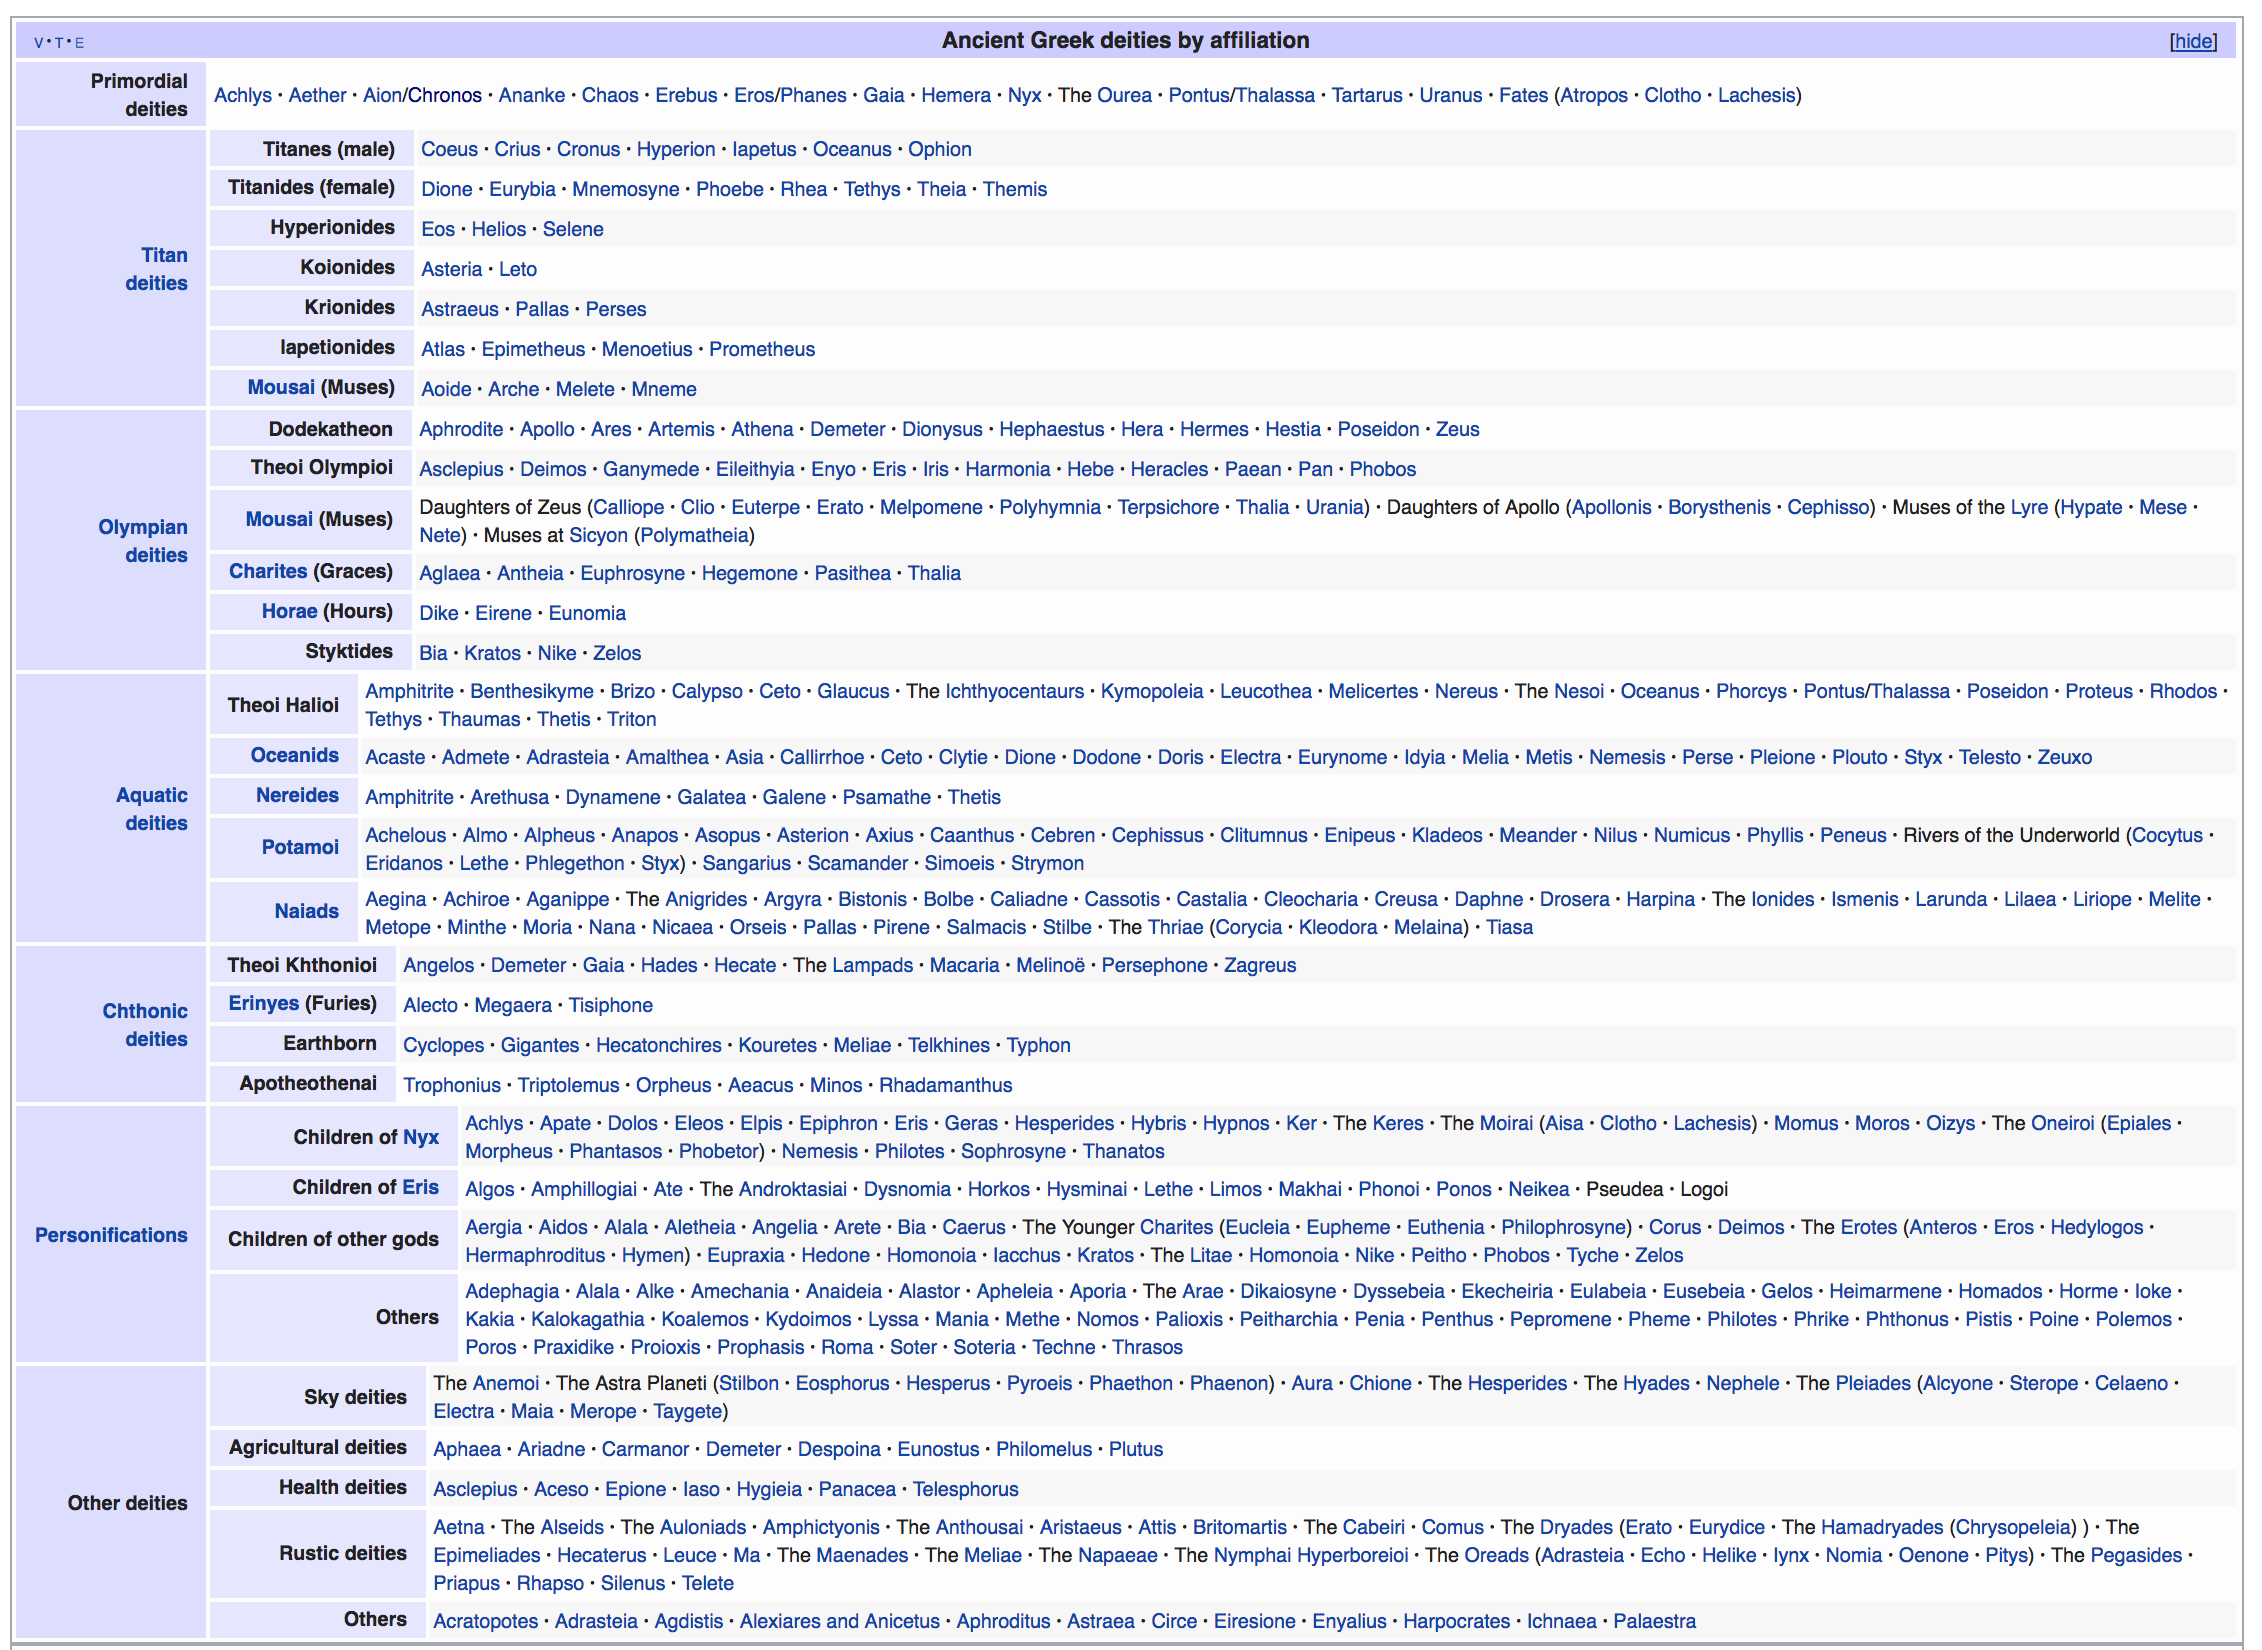 V • T • E Ancient Greek deities by affiliation [hide]
Primordial deities Achlys · Aether · Aion/Chronos · Ananke · Chaos · Erebus · Eros/Phanes · Gaia · Hemera · Nyx · The Ourea · Pontus/Thalassa · Tartarus · Uranus · Fates (Atropos · Clotho · Lachesis)
Titan deities
Titanes (male) Coeus · Crius · Cronus · Hyperion · Iapetus · Oceanus · Ophion
Titanides (female) Dione · Eurybia · Mnemosyne · Phoebe · Rhea · Tethys · Theia · Themis
Hyperionides Eos · Helios · Selene
Koionides Asteria · Leto
Krionides Astraeus · Pallas · Perses
Iapetionides Atlas · Epimetheus · Menoetius · Prometheus
Mousai (Muses) Aoide · Arche · Melete · Mneme
Olympian deities
Dodekatheon Aphrodite · Apollo · Ares · Artemis · Athena · Demeter · Dionysus · Hephaestus · Hera · Hermes · Hestia · Poseidon · Zeus
Theoi Olympioi Asclepius · Deimos · Ganymede · Eileithyia · Enyo · Eris · Iris · Harmonia · Hebe · Heracles · Paean · Pan · Phobos
Mousai (Muses) Daughters of Zeus (Calliope · Clio · Euterpe · Erato · Melpomene · Polyhymnia · Terpsichore · Thalia · Urania) · Daughters of Apollo (Apollonis · Borysthenis · Cephisso) · Muses of the Lyre (Hypate · Mese ·
Nete) · Muses at Sicyon (Polymatheia)
Charites (Graces) Aglaea · Antheia · Euphrosyne · Hegemone · Pasithea · Thalia
Horae (Hours) Dike · Eirene · Eunomia
Styktides Bia · Kratos · Nike · Zelos
Aquatic deities
Theoi Halioi Amphitrite · Benthesikyme · Brizo · Calypso · Ceto · Glaucus · The Ichthyocentaurs · Kymopoleia · Leucothea · Melicertes · Nereus · The Nesoi · Oceanus · Phorcys · Pontus/Thalassa · Poseidon · Proteus · Rhodos ·
Tethys · Thaumas · Thetis · Triton
Oceanids Acaste · Admete · Adrasteia · Amalthea · Asia · Callirrhoe · Ceto · Clytie · Dione · Dodone · Doris · Electra · Eurynome · Idyia · Melia · Metis · Nemesis · Perse · Pleione · Plouto · Styx · Telesto · Zeuxo
Nereides Amphitrite · Arethusa · Dynamene · Galatea · Galene · Psamathe · Thetis
Potamoi Achelous · Almo · Alpheus · Anapos · Asopus · Asterion · Axius · Caanthus · Cebren · Cephissus · Clitumnus · Enipeus · Kladeos · Meander · Nilus · Numicus · Phyllis · Peneus · Rivers of the Underworld (Cocytus ·
Eridanos · Lethe · Phlegethon · Styx) · Sangarius · Scamander · Simoeis · Strymon
Naiads Aegina · Achiroe · Aganippe · The Anigrides · Argyra · Bistonis · Bolbe · Caliadne · Cassotis · Castalia · Cleocharia · Creusa · Daphne · Drosera · Harpina · The Ionides · Ismenis · Larunda · Lilaea · Liriope · Melite ·
Metope · Minthe · Moria · Nana · Nicaea · Orseis · Pallas · Pirene · Salmacis · Stilbe · The Thriae (Corycia · Kleodora · Melaina) · Tiasa
Chthonic deities
Theoi Khthonioi Angelos · Demeter · Gaia · Hades · Hecate · The Lampads · Macaria · Melinoë · Persephone · Zagreus
Erinyes (Furies) Alecto · Megaera · Tisiphone
Earthborn Cyclopes · Gigantes · Hecatonchires · Kouretes · Meliae · Telkhines · Typhon
Apotheothenai Trophonius · Triptolemus · Orpheus · Aeacus · Minos · Rhadamanthus
Personifications
Children of Nyx Achlys · Apate · Dolos · Eleos · Elpis · Epiphron · Eris · Geras · Hesperides · Hybris · Hypnos · Ker · The Keres · The Moirai (Aisa · Clotho · Lachesis) · Momus · Moros · Oizys · The Oneiroi (Epiales ·
Morpheus · Phantasos · Phobetor) · Nemesis · Philotes · Sophrosyne · Thanatos
Children of Eris Algos · Amphillogiai · Ate · The Androktasiai · Dysnomia · Horkos · Hysminai · Lethe · Limos · Makhai · Phonoi · Ponos · Neikea · Pseudea · Logoi
Children of other gods Aergia · Aidos · Alala · Aletheia · Angelia · Arete · Bia · Caerus · The Younger Charites (Eucleia · Eupheme · Euthenia · Philophrosyne) · Corus · Deimos · The Erotes (Anteros · Eros · Hedylogos ·
Hermaphroditus · Hymen) · Eupraxia · Hedone · Homonoia · Iacchus · Kratos · The Litae · Homonoia · Nike · Peitho · Phobos · Tyche · Zelos
Others Adephagia · Alala · Alke · Amechania · Anaideia · Alastor · Apheleia · Aporia · The Arae · Dikaiosyne · Dyssebeia · Ekecheiria · Eulabeia · Eusebeia · Gelos · Heimarmene · Homados · Horme · Ioke ·
Kakia · Kalokagathia · Koalemos · Kydoimos · Lyssa · Mania · Methe · Nomos · Palioxis · Peitharchia · Penia · Penthus · Pepromene · Pheme · Philotes · Phrike · Phthonus · Pistis · Poine · Polemos ·
Poros · Praxidike · Proioxis · Prophasis · Roma · Soter · Soteria · Techne · Thrasos
Other deities
Sky deities The Anemoi · The Astra Planeti (Stilbon · Eosphorus · Hesperus · Pyroeis · Phaethon · Phaenon) · Aura · Chione · The Hesperides · The Hyades · Nephele · The Pleiades (Alcyone · Sterope · Celaeno ·
Electra · Maia · Merope · Taygete)
Agricultural deities Aphaea · Ariadne · Carmanor · Demeter · Despoina · Eunostus · Philomelus · Plutus
Health deities Asclepius · Aceso · Epione · Iaso · Hygieia · Panacea · Telesphorus
Rustic deities Aetna · The Alseids · The Auloniads · Amphictyonis · The Anthousai · Aristaeus · Attis · Britomartis · The Cabeiri · Comus · The Dryades (Erato · Eurydice · The Hamadryades (Chrysopeleia) ) · The
Epimeliades · Hecaterus · Leuce · Ma · The Maenades · The Meliae · The Napaeae · The Nymphai Hyperboreioi · The Oreads (Adrasteia · Echo · Helike · Iynx · Nomia · Oenone · Pitys) · The Pegasides ·
Priapus · Rhapso · Silenus · Telete
Others Acratopotes · Adrasteia · Agdistis · Alexiares and Anicetus · Aphroditus · Astraea · Circe · Eiresione · Enyalius · Harpocrates · Ichnaea · Palaestra